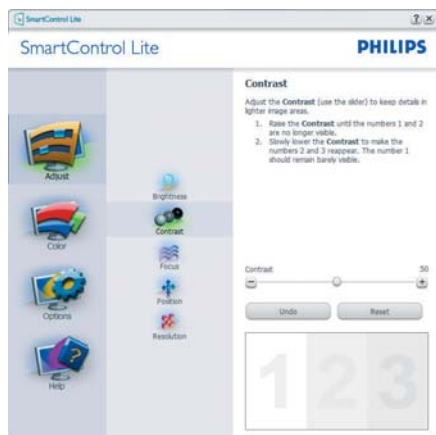 SmartControl Lite
SmartControl Lite
PHILIPS
Contrast
Adjust the Contrast (use the slider) to keep details in
lighter image areas.
1. Raise the Contrast until the numbers 1 and 2
are no longer visible.
2. Slowly lower the Contrast to make the
numbers 2 and 3 reappear. The number 1
should remain barely visible.
Adjust
Color
Options
Help
Brightness
Contrast
Focus
Position
Resolution
Contrast 50
Undo Reset
1 2 3